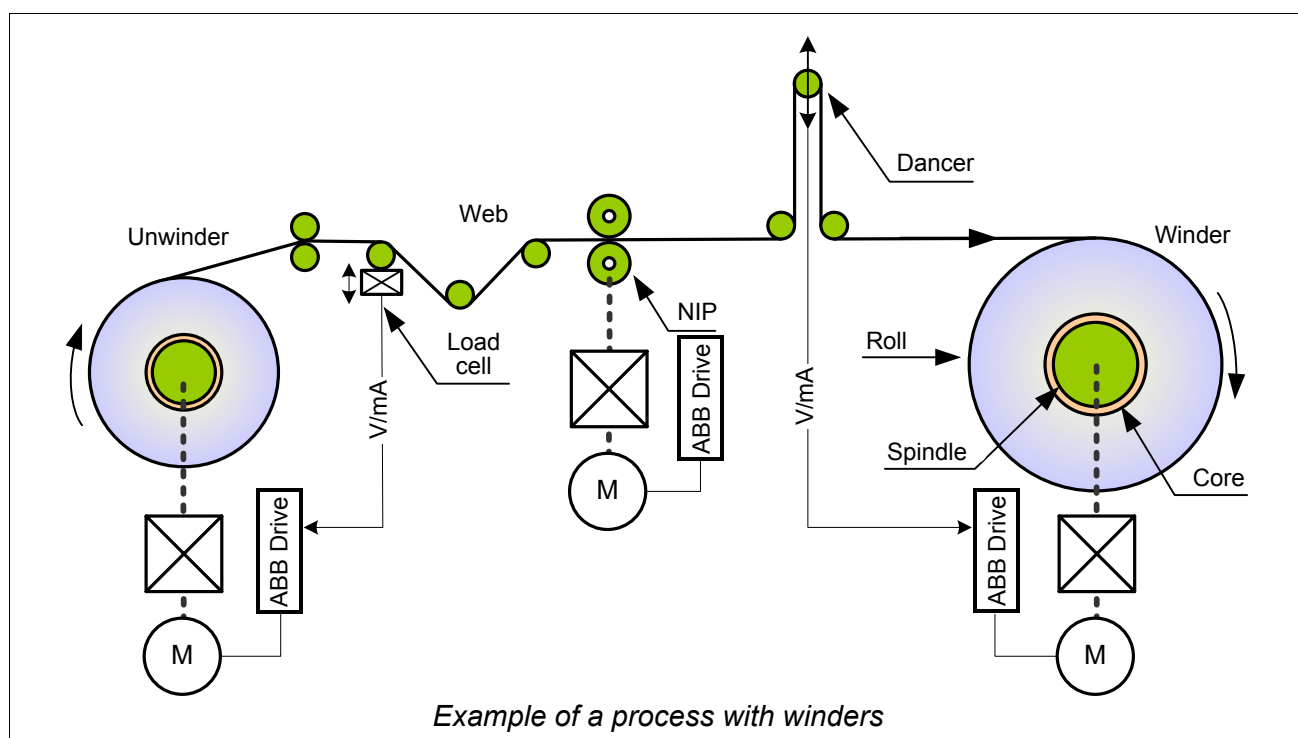 Dancer
Web
Unwinder
Winder
NIP
Load
cell
Roll
V/mA
ABB Drive
V/mA
Spindle
Core
M
ABB Drive
ABB Drive
M
M
Example of a process with winders